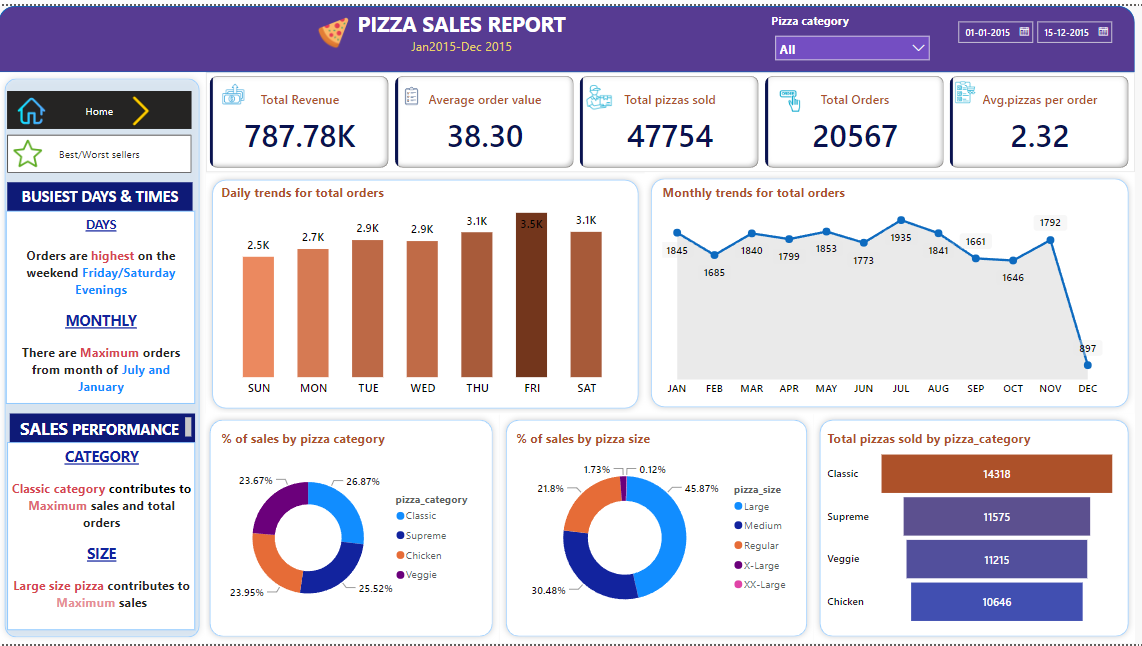 PIZZA SALES REPORT
Jan2015-Dec 2015
Pizza category
All
01-01-2015
15-12-2015
Home
Best/Worst sellers
BUSIEST DAYS & TIMES
DAYS
Orders are highest on the
weekend Friday/Saturday
Evenings
MONTHLY
There are Maximum orders
from month of July and
January
SALES PERFORMANCE
CATEGORY
Classic category contributes to
Maximum sales and total
orders
SIZE
Large size pizza contributes to
Maximum sales
Total Revenue
787.78K
Average order value
38.30
Total pizzas sold
47754
Total Orders
20567
Avg.pizzas per order
2.32
Daily trends for total orders
2.5K
2.7K
2.9K
2.9K
3.1K
3.5K
3.1K
SUN MON TUE WED THU FRI SAT
Monthly trends for total orders
1845
1685
1840
1799
1853
1773
1935
1841
1661
1646
1792
897
JAN FEB MAR APR MAY JUN JUL AUG SEP OCT NOV DEC
% of sales by pizza category
23.67%
26.87%
23.95%
25.52%
pizza_category
Classic
Supreme
Chicken
Veggie
% of sales by pizza size
1.73%
0.12%
21.8%
45.87%
30.48%
pizza_size
Large
Medium
Regular
X-Large
XX-Large
Total pizzas sold by pizza_category
Classic 14318
Supreme 11575
Veggie 11215
Chicken 10646